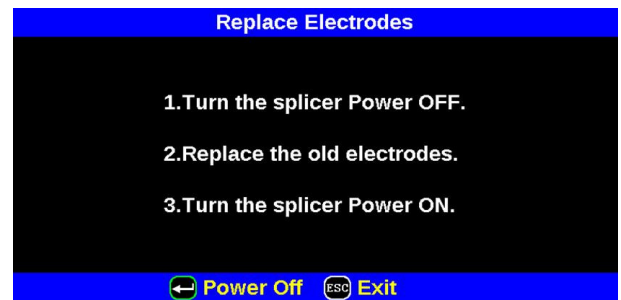 Replace Electrodes
1.Turn the splicer Power OFF.
2.Replace the old electrodes.
3.Turn the splicer Power ON.
Power Off ESC Exit